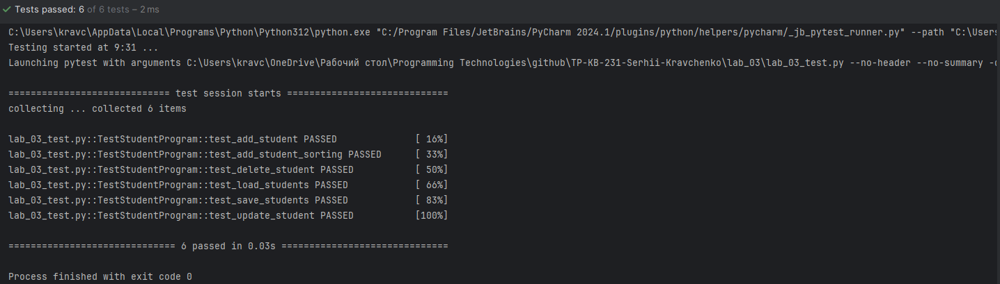 Tests passed: 6 of 6 tests – 2 ms
C:\Users\kravc\AppData\Local\Programs\Python\Python312\python.exe "C:/Program Files/JetBrains/PyCharm 2024.1/plugins/python/helpers/pycharm/_jb_pytest_runner.py" --path "C:\Users
Testing started at 9:31 ...
Launching pytest with arguments C:\Users\kravc\OneDrive\Рабочий стол\Programming Technologies\github\TP-KB-231-Serhii-Kravchenko\lab_03\lab_03_test.py --no-header --no-summary
============================= test session starts =============================
collecting ... collected 6 items
lab_03_test.py::TestStudentProgram::test_add_student PASSED [ 16%]
lab_03_test.py::TestStudentProgram::test_add_student_sorting PASSED [ 33%]
lab_03_test.py::TestStudentProgram::test_delete_student PASSED [ 50%]
lab_03_test.py::TestStudentProgram::test_load_students PASSED [ 66%]
lab_03_test.py::TestStudentProgram::test_save_students PASSED [ 83%]
lab_03_test.py::TestStudentProgram::test_update_student PASSED [100%]
============================== 6 passed in 0.03s ==============================
Process finished with exit code 0